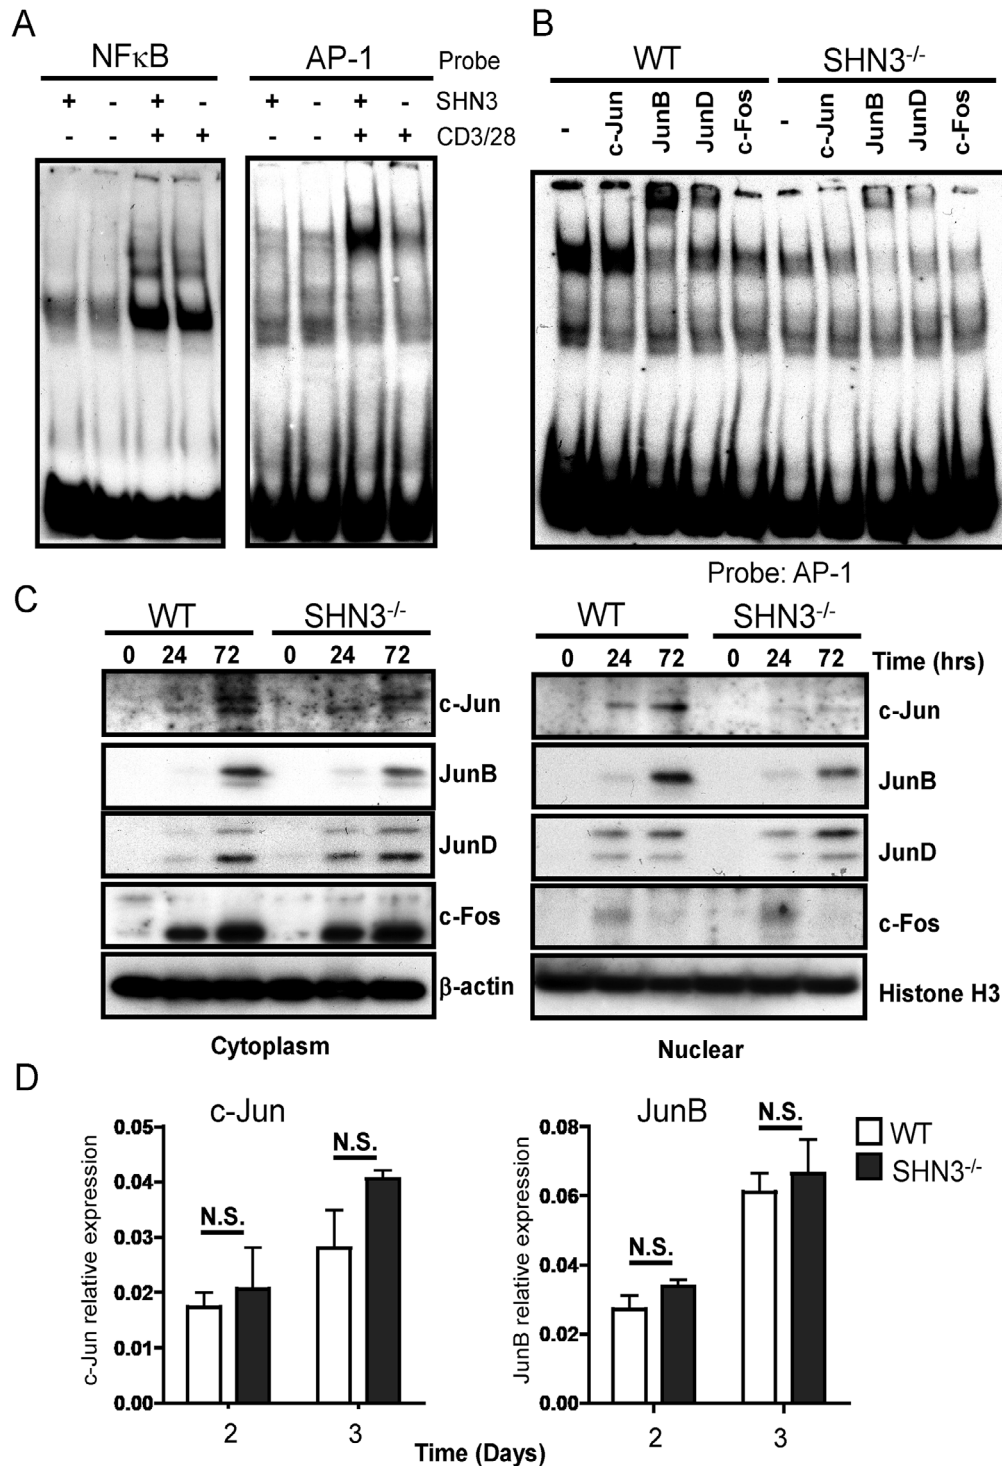 A
NFκB AP-1 Probe
+ - + - + - + - SHN3
- - + + - - + + CD3/28
B
WT SHN3-/-
- c-Jun JunB JunD c-Fos - c-Jun JunB JunD c-Fos
Probe: AP-1
C
WT SHN3-/-
0 24 72 0 24 72
c-Jun
JunB
JunD
c-Fos
β-actin
Cytoplasm
WT SHN3-/-
0 24 72 0 24 72 Time (hrs)
c-Jun
JunB
JunD
c-Fos
Histone H3
Nuclear
D
c-Jun
c-Jun relative expression
0.05
0.04
0.03
0.02
0.01
0.00
N.S.
N.S.
2 3
JunB
JunB relative expression
0.08
0.06
0.04
0.02
0.00
N.S.
N.S.
2 3
Time (Days)
WT
SHN3-/-